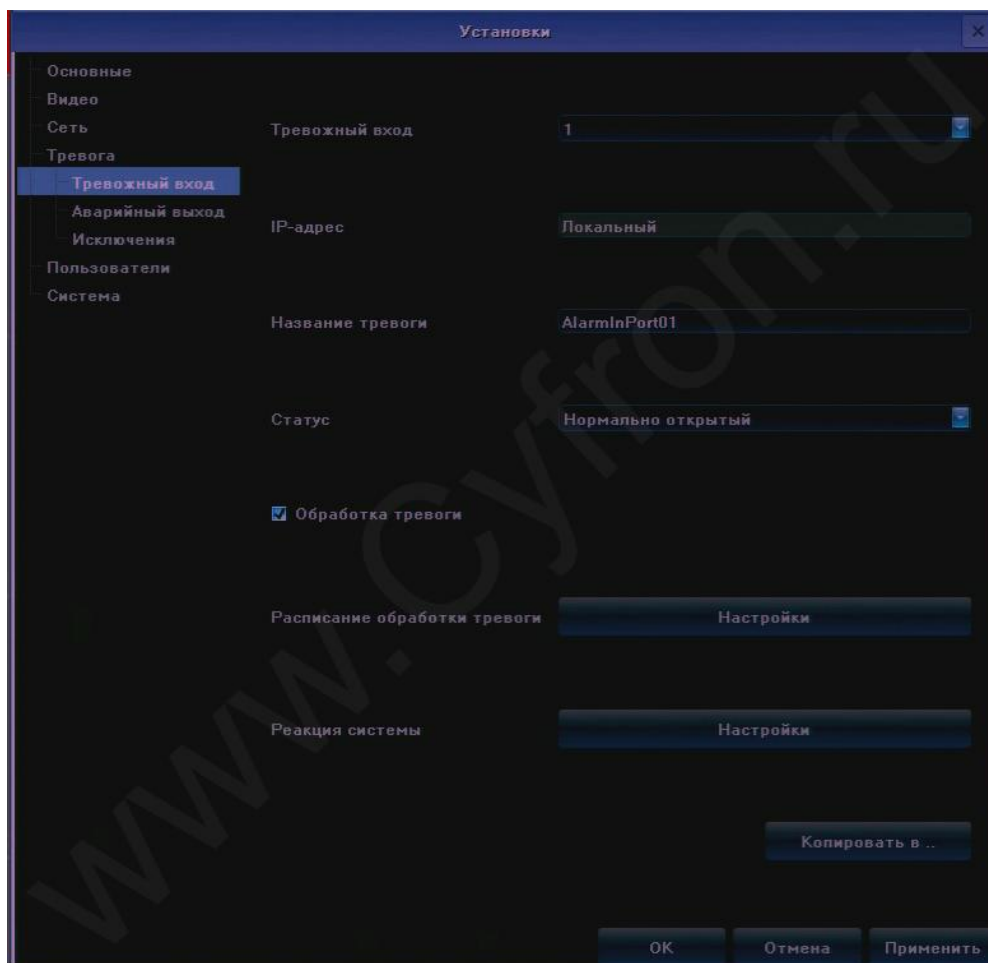 Установки
Основные
Видео
Сеть
Тревога
Тревожный вход
Аварийный выход
Исключения
Пользователи
Система
Тревожный вход 1
IP-адрес Локальный
Название тревоги AlarmInPort01
Статус Нормально открытый
Обработка тревоги
Расписание обработки тревоги Настройки
Реакция системы Настройки
Копировать в ..
OK Отмена Применить
www.Cyfron.ru